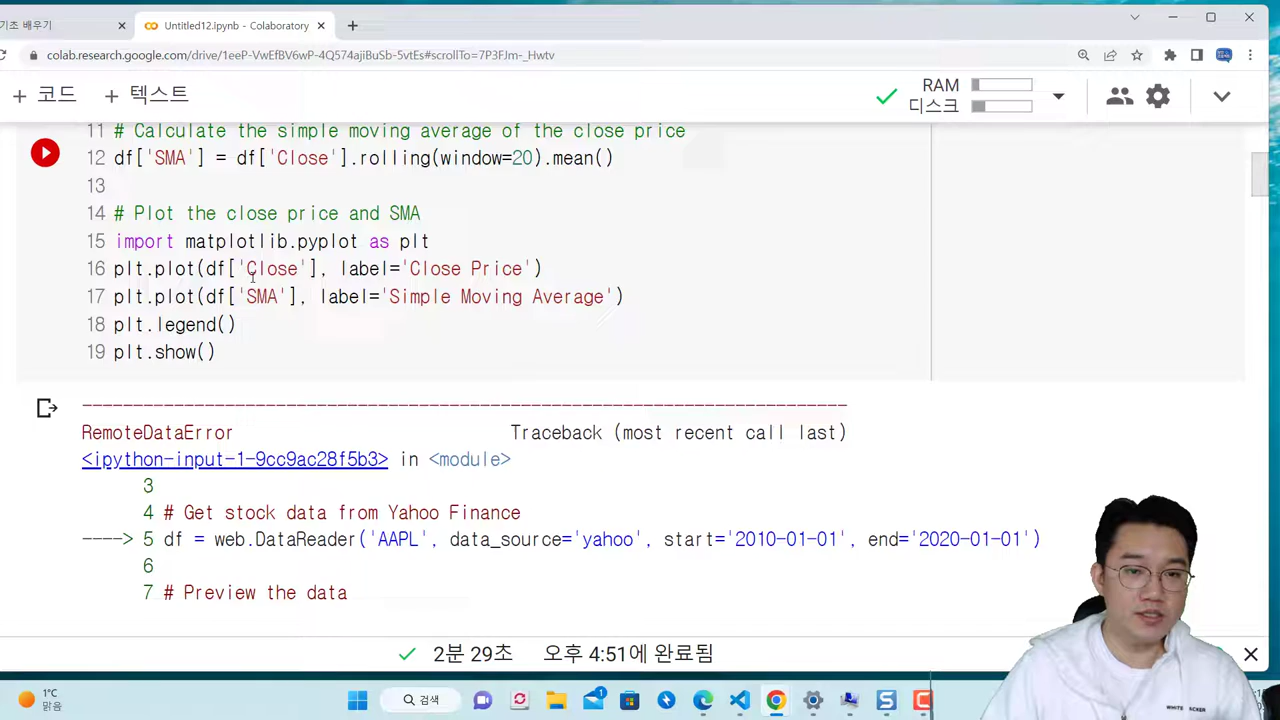 기초 배우기
Untitled12.ipynb - Colaboratory
colab.research.google.com/drive/1eeP-VwEfBV6wP-4Q574ajiBuSb-5vtEs#scrollTo=7P3FJm-_Hwtv
+ 코드 + 텍스트
RAM
디스크
11 # Calculate the simple moving average of the close price
12 df['SMA'] = df['Close'].rolling(window=20).mean()
13
14 # Plot the close price and SMA
15 import matplotlib.pyplot as plt
16 plt.plot(df['Close'], label='Close Price')
17 plt.plot(df['SMA'], label='Simple Moving Average')
18 plt.legend()
19 plt.show()
---------------------------------------------------------------------------
RemoteDataError Traceback (most recent call last)
<ipython-input-1-9cc9ac28f5b3> in <module>
3
4 # Get stock data from Yahoo Finance
----> 5 df = web.DataReader('AAPL', data_source='yahoo', start='2010-01-01', end='2020-01-01')
6
7 # Preview the data
2분 29초 오후 4:51에 완료됨
1°C
맑음
검색
1